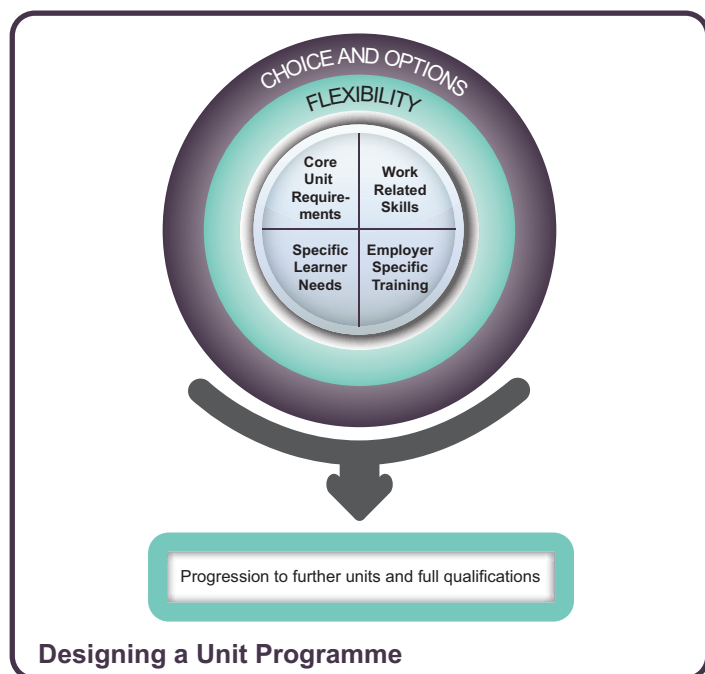 CHOICE AND OPTIONS
FLEXIBILITY
Core
Unit
Require-
ments
Work
Related
Skills
Specific
Learner
Needs
Employer
Specific
Training
Progression to further units and full qualifications
Designing a Unit Programme